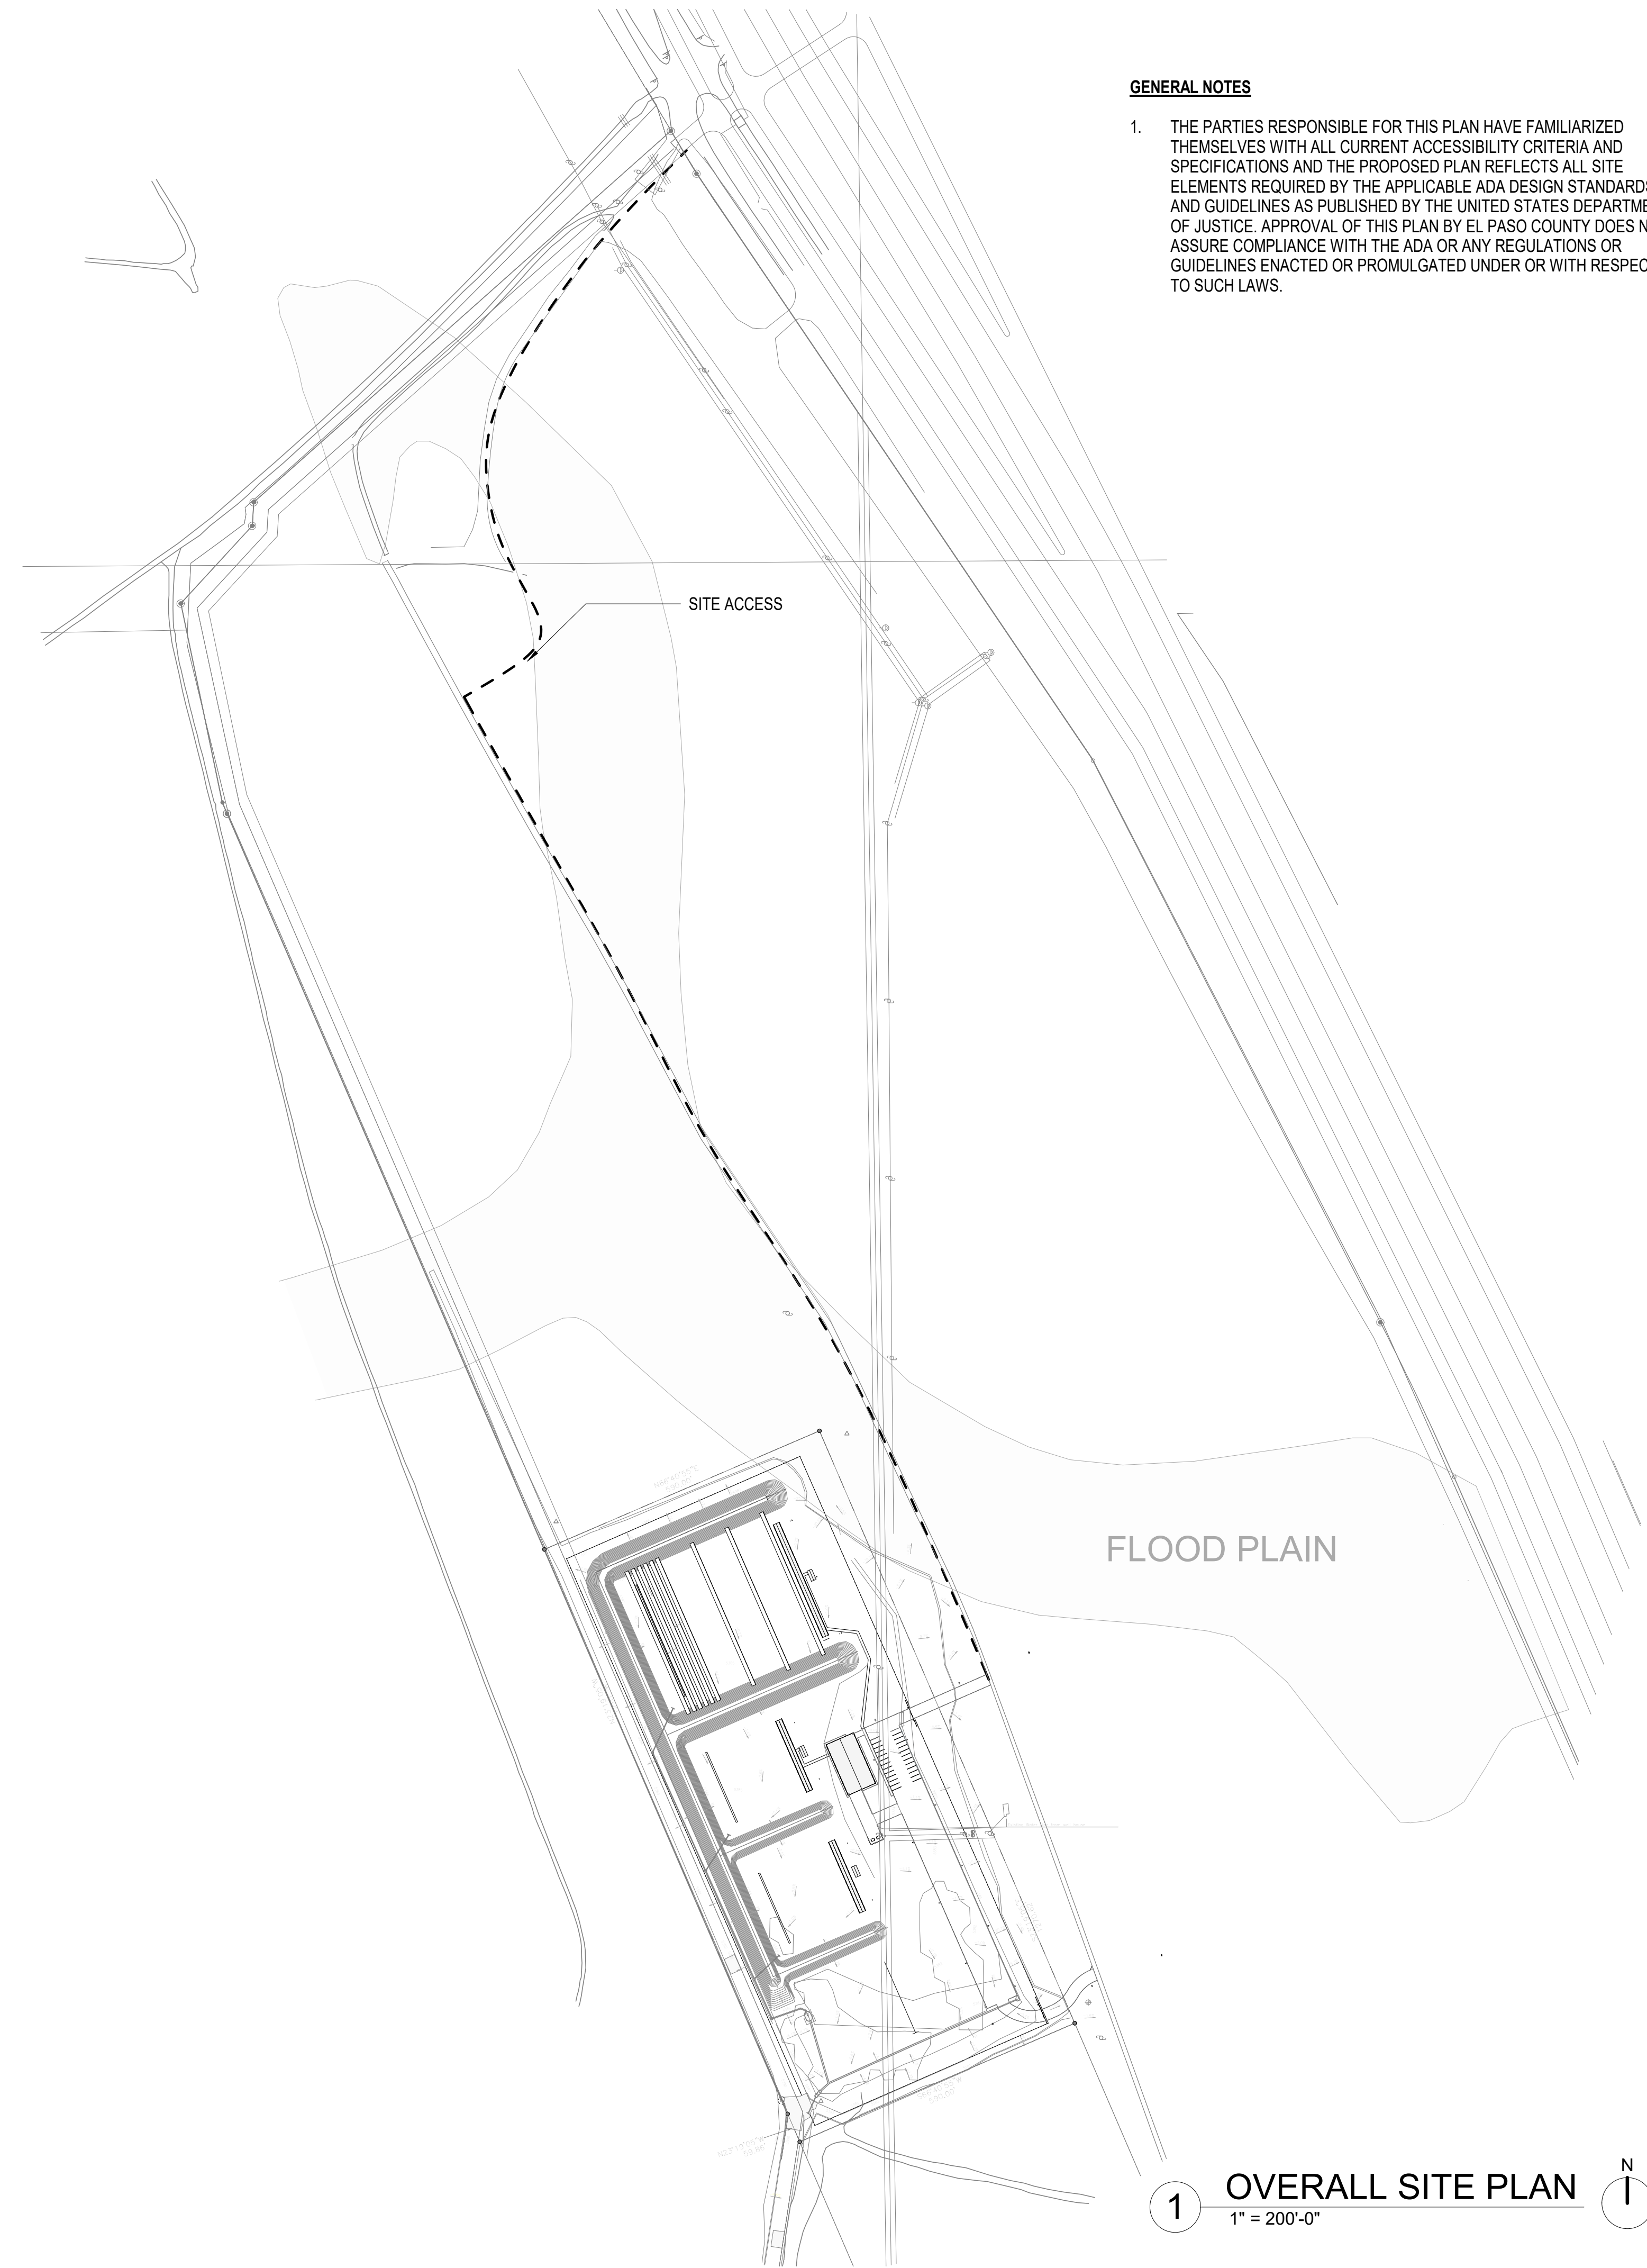 GENERAL NOTES
1. THE PARTIES RESPONSIBLE FOR THIS PLAN HAVE FAMILIARIZED
THEMSELVES WITH ALL CURRENT ACCESSIBILITY CRITERIA AND
SPECIFICATIONS AND THE PROPOSED PLAN REFLECTS ALL SITE
ELEMENTS REQUIRED BY THE APPLICABLE ADA DESIGN STANDARDS
AND GUIDELINES AS PUBLISHED BY THE UNITED STATES DEPARTME
OF JUSTICE. APPROVAL OF THIS PLAN BY EL PASO COUNTY DOES N
ASSURE COMPLIANCE WITH THE ADA OR ANY REGULATIONS OR
GUIDELINES ENACTED OR PROMULGATED UNDER OR WITH RESPEC
TO SUCH LAWS.
SITE ACCESS
FLOOD PLAIN
1 OVERALL SITE PLAN
1" = 200'-0"
N